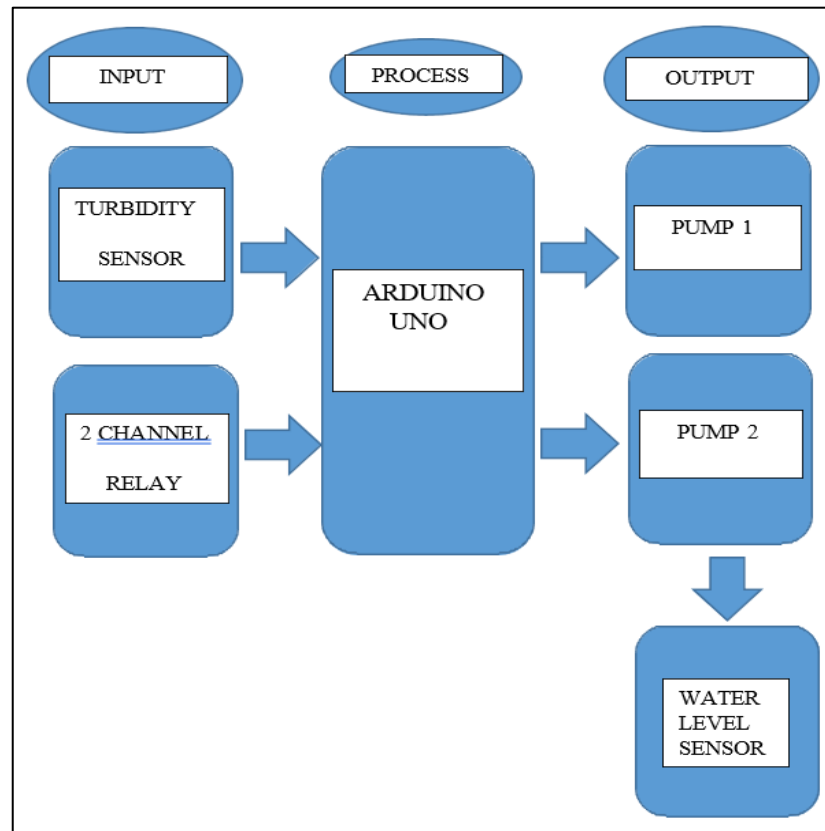 INPUT
PROCESS
OUTPUT
TURBIDITY
SENSOR
ARDUINO
UNO
PUMP 1
2 CHANNEL
RELAY
PUMP 2
WATER
LEVEL
SENSOR